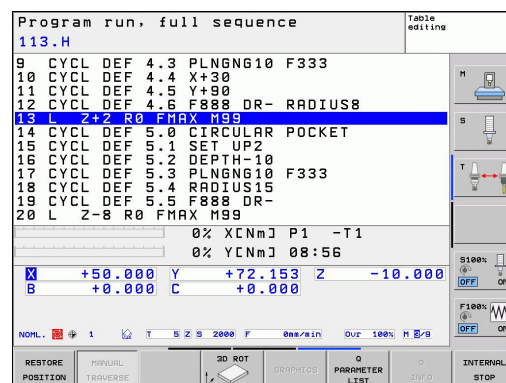 Program run, full sequence
Table editing
113.H
9 CYCL DEF 4.3 PLNGNG10 F333
10 CYCL DEF 4.4 X+30
11 CYCL DEF 4.5 Y+90
12 CYCL DEF 4.6 F888 DR- RADIUS8
13 L Z+2 R0 FMAX M99
14 CYCL DEF 5.0 CIRCULAR POCKET
15 CYCL DEF 5.1 SET UP2
16 CYCL DEF 5.2 DEPTH-10
17 CYCL DEF 5.3 PLNGNG10 F333
18 CYCL DEF 5.4 RADIUS15
19 CYCL DEF 5.5 F888 DR-
20 L Z-8 R0 FMAX M99
0% X[Nm] P1 -T1
0% Y[Nm] 08:56
X +50.000 Y +72.153 Z -10.000
B +0.000 C +0.000
NOML. 1 T 5 Z S 2000 F 0mm/min Our 100% M 5/9
M
S
T
S100%
OFF ON
F100%
OFF ON
RESTORE POSITION
MANUAL TRAVERSE
3D ROT
GRAPHICS
Q PARAMETER LIST
Q INFO
INTERNAL STOP